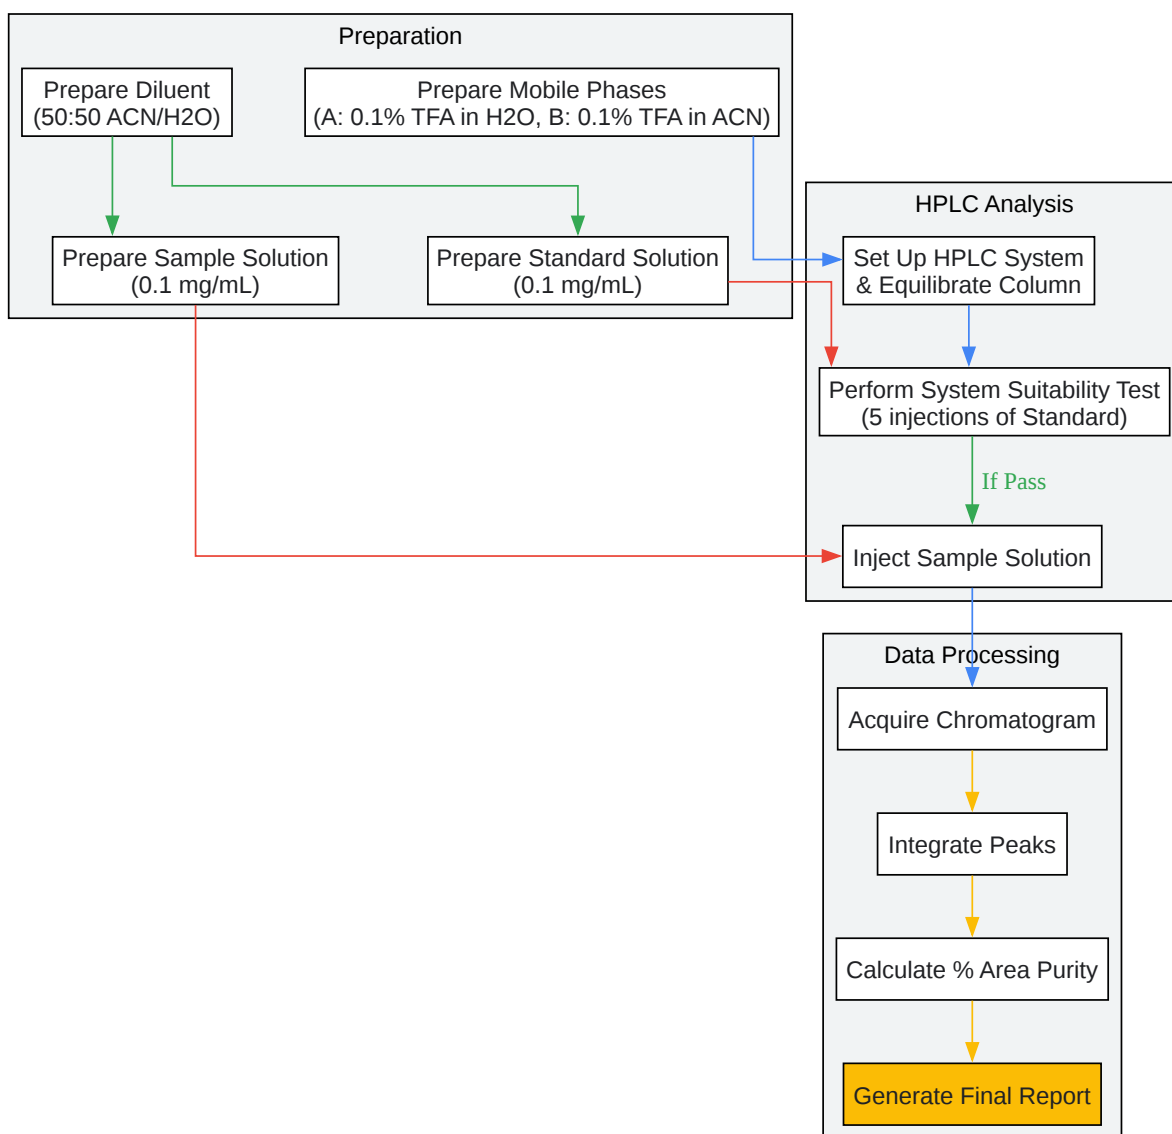 Preparation
Prepare Diluent
(50:50 ACN/H2O)
Prepare Mobile Phases
(A: 0.1% TFA in H2O, B: 0.1% TFA in ACN)
Prepare Sample Solution
(0.1 mg/mL)
Prepare Standard Solution
(0.1 mg/mL)
HPLC Analysis
Set Up HPLC System
& Equilibrate Column
Perform System Suitability Test
(5 injections of Standard)
If Pass
Inject Sample Solution
Data Processing
Acquire Chromatogram
Integrate Peaks
Calculate % Area Purity
Generate Final Report